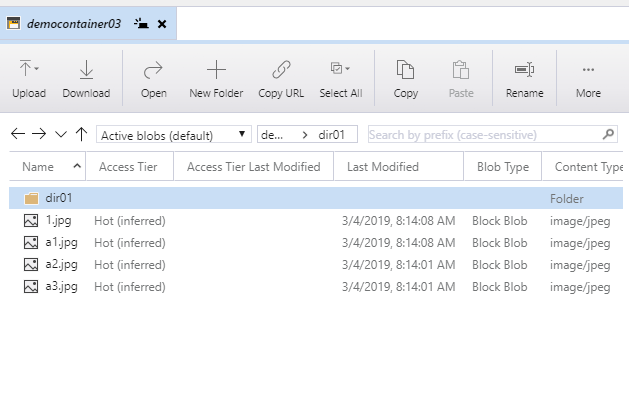 democontainer03
Upload Download Open New Folder Copy URL Select All Copy Paste Rename More
Active blobs (default) de... dir01 Search by prefix (case-sensitive)
Name Access Tier Access Tier Last Modified Last Modified Blob Type Content Type
dir01 Folder
1.jpg Hot (inferred) 3/4/2019, 8:14:08 AM Block Blob image/jpeg
a1.jpg Hot (inferred) 3/4/2019, 8:14:08 AM Block Blob image/jpeg
a2.jpg Hot (inferred) 3/4/2019, 8:14:01 AM Block Blob image/jpeg
a3.jpg Hot (inferred) 3/4/2019, 8:14:01 AM Block Blob image/jpeg